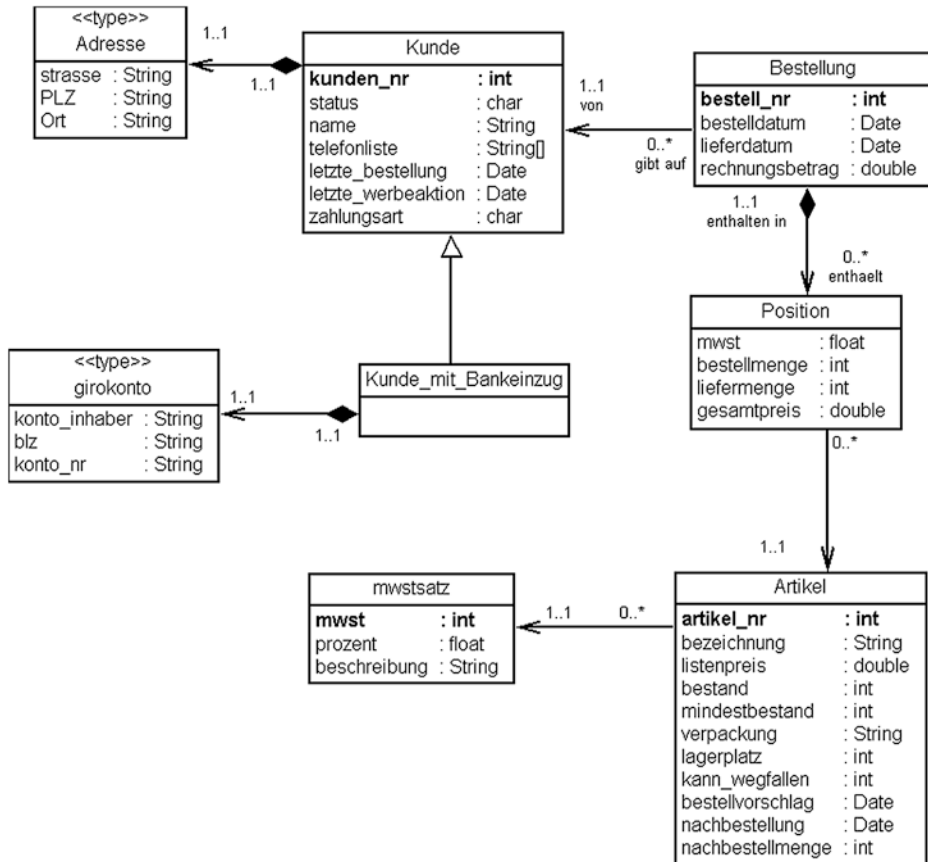 <<type>>
Adresse
strasse : String
PLZ : String
Ort : String
1..1
1..1
Kunde
kunden_nr : int
status : char
name : String
telefonliste : String[]
letzte_bestellung : Date
letzte_werbeaktion : Date
zahlungsart : char
1..1
von
0..*
gibt auf
Bestellung
bestell_nr : int
bestelldatum : Date
lieferdatum : Date
rechnungsbetrag : double
1..1
enthalten in
0..*
enthaelt
Position
mwst : float
bestellmenge : int
liefermenge : int
gesamtpreis : double
<<type>>
girokonto
konto_inhaber : String
blz : String
konto_nr : String
1..1
1..1
Kunde_mit_Bankeinzug
0..*
1..1
mwstsatz
mwst : int
prozent : float
beschreibung : String
1..1
0..*
Artikel
artikel_nr : int
bezeichnung : String
listenpreis : double
bestand : int
mindestbestand : int
verpackung : String
lagerplatz : int
kann_wegfallen : int
bestellvorschlag : Date
nachbestellung : Date
nachbestellmenge : int